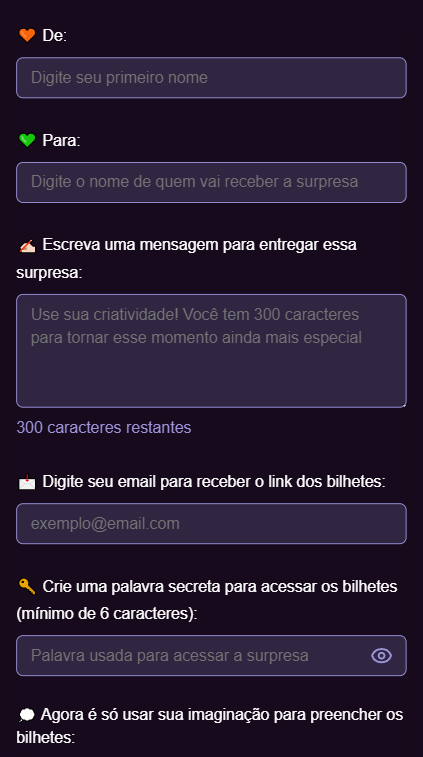 🧡 De:
Digite seu primeiro nome
💚 Para:
Digite o nome de quem vai receber a surpresa
✍🏻 Escreva uma mensagem para entregar essa
surpresa:
Use sua criatividade! Você tem 300 caracteres
para tornar esse momento ainda mais especial
300 caracteres restantes
📩 Digite seu email para receber o link dos bilhetes:
exemplo@email.com
🔑 Crie uma palavra secreta para acessar os bilhetes
(mínimo de 6 caracteres):
Palavra usada para acessar a surpresa
💭 Agora é só usar sua imaginação para preencher os
bilhetes: